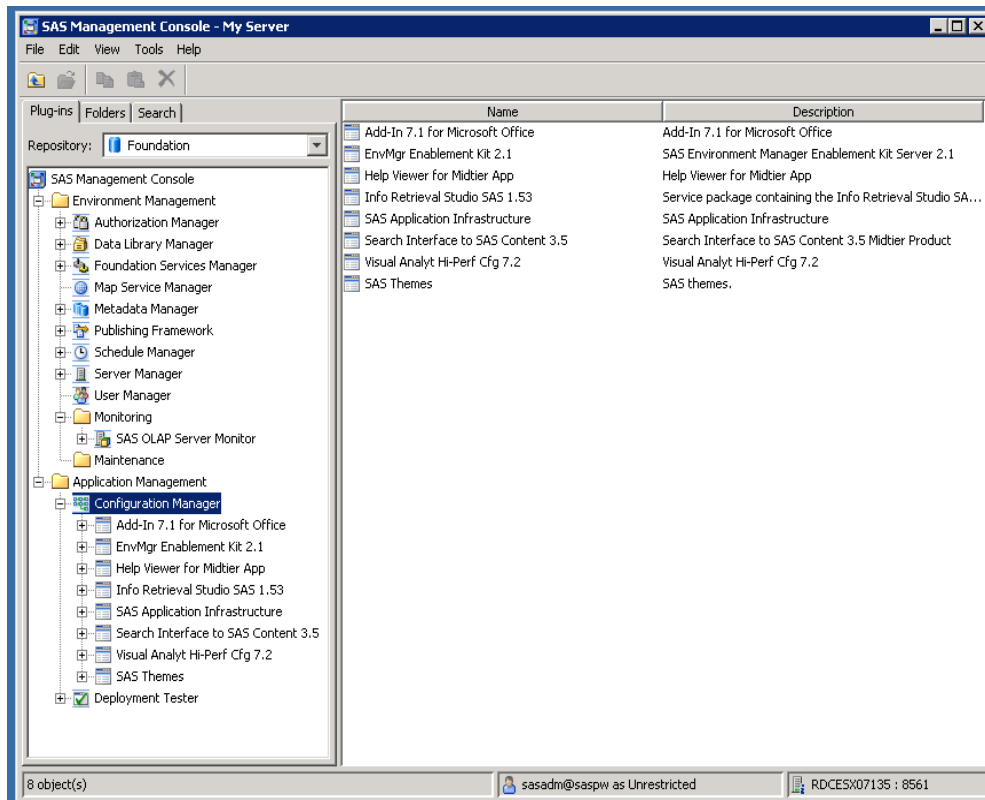 SAS Management Console - My Server
File Edit View Tools Help
Plug-ins Folders Search
Repository: Foundation
SAS Management Console
Environment Management
Authorization Manager
Data Library Manager
Foundation Services Manager
Map Service Manager
Metadata Manager
Publishing Framework
Schedule Manager
Server Manager
User Manager
Monitoring
SAS OLAP Server Monitor
Maintenance
Application Management
Configuration Manager
Add-In 7.1 for Microsoft Office
EnvMgr Enablement Kit 2.1
Help Viewer for Midtier App
Info Retrieval Studio SAS 1.53
SAS Application Infrastructure
Search Interface to SAS Content 3.5
Visual Analyt Hi-Perf Cfg 7.2
SAS Themes
Deployment Tester
Name Description
Add-In 7.1 for Microsoft Office Add-In 7.1 for Microsoft Office
EnvMgr Enablement Kit 2.1 SAS Environment Manager Enablement Kit Server 2.1
Help Viewer for Midtier App Help Viewer for Midtier App
Info Retrieval Studio SAS 1.53 Service package containing the Info Retrieval Studio SA...
SAS Application Infrastructure SAS Application Infrastructure
Search Interface to SAS Content 3.5 Search Interface to SAS Content 3.5 Midtier Product
Visual Analyt Hi-Perf Cfg 7.2 Visual Analyt Hi-Perf Cfg 7.2
SAS Themes SAS themes.
8 object(s) sasadm@saspw as Unrestricted RDCESX07135 : 8561